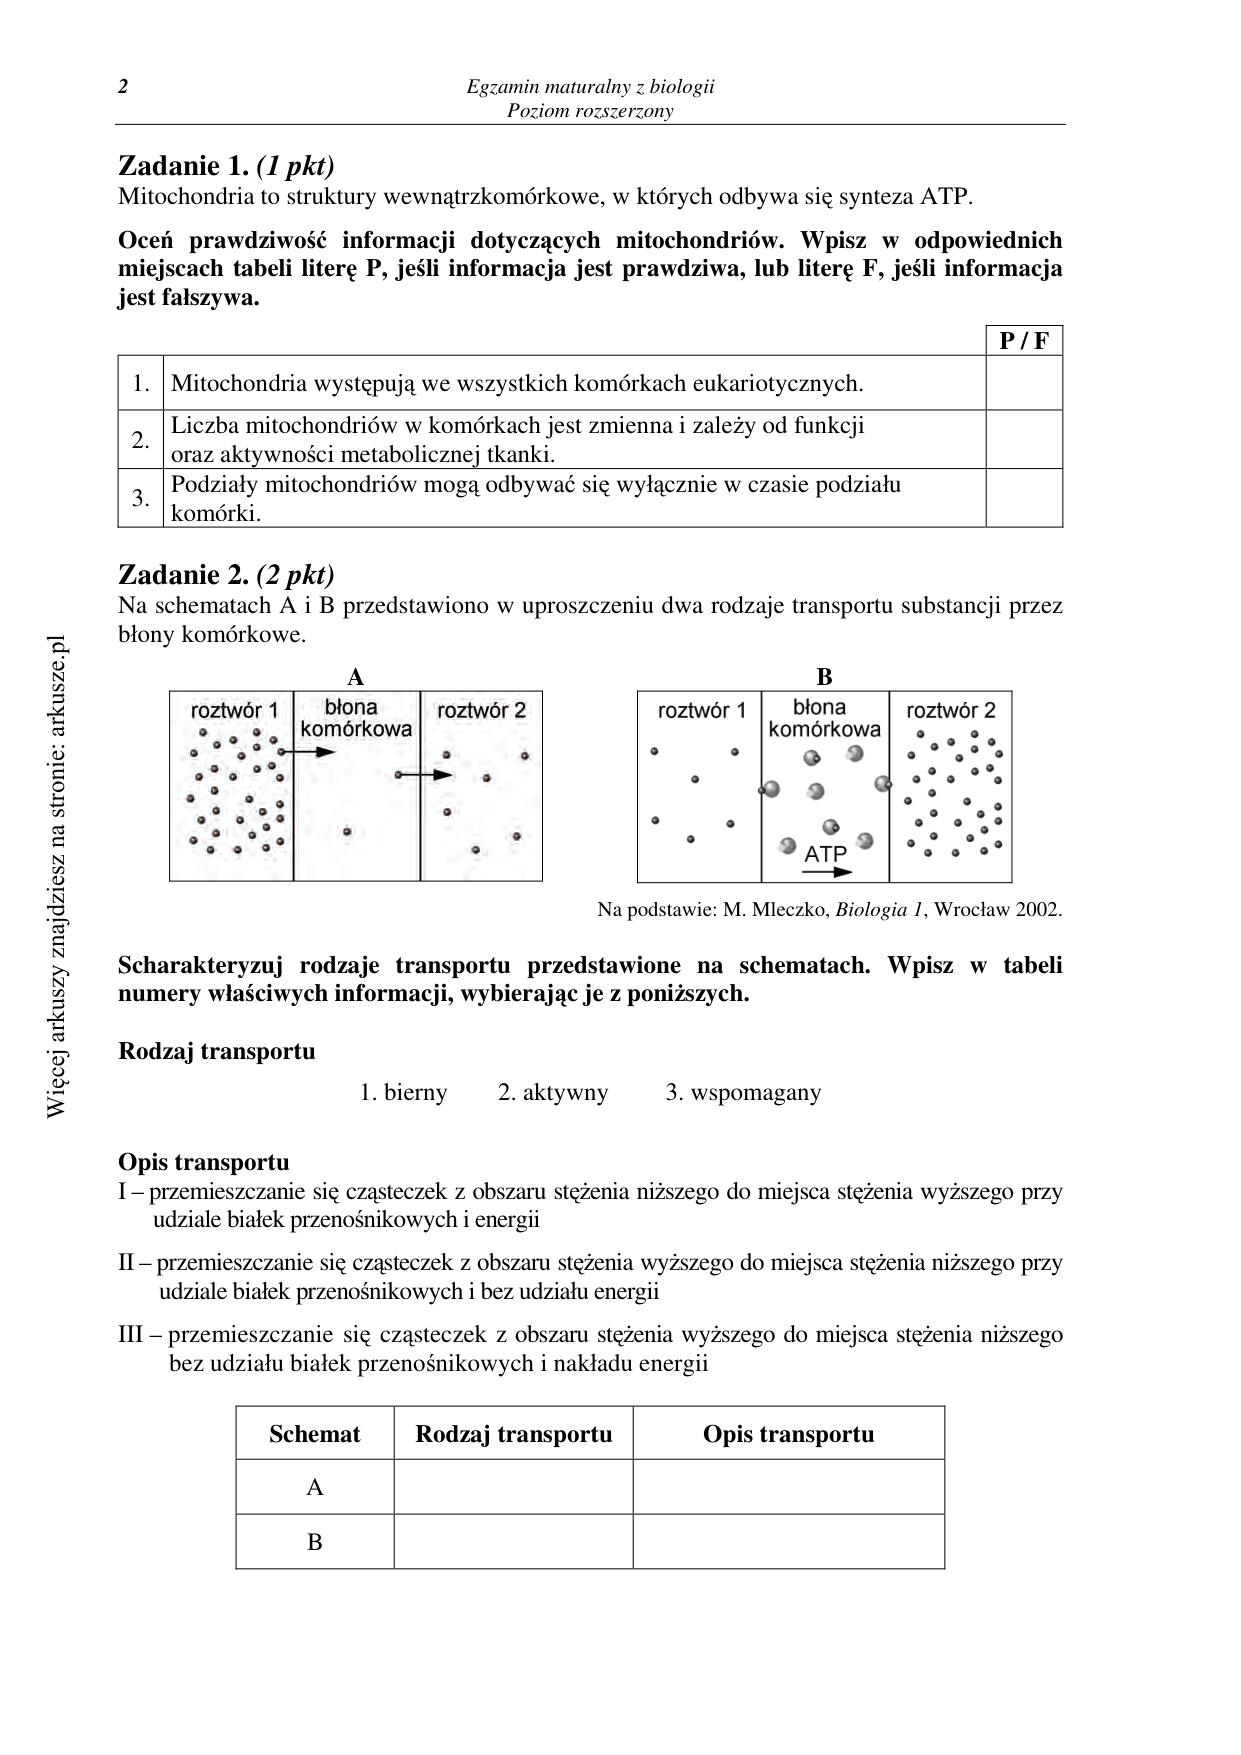 2
Egzamin maturalny z biologii
Poziom rozszerzony
Zadanie 1. (1 pkt)
Mitochondria to struktury wewnątrzkomórkowe, w których odbywa się synteza ATP.
Oceń prawdziwość informacji dotyczących mitochondriów. Wpisz w odpowiednich
miejscach tabeli literę P, jeśli informacja jest prawdziwa, lub literę F, jeśli informacja
jest fałszywa.
P / F
1. Mitochondria występują we wszystkich komórkach eukariotycznych.
2. Liczba mitochondriów w komórkach jest zmienna i zależy od funkcji
oraz aktywności metabolicznej tkanki.
3. Podziały mitochondriów mogą odbywać się wyłącznie w czasie podziału
komórki.
Zadanie 2. (2 pkt)
Na schematach A i B przedstawiono w uproszczeniu dwa rodzaje transportu substancji przez
błony komórkowe.
A
roztwór 1
błona
komórkowa
roztwór 2
B
roztwór 1
błona
komórkowa
roztwór 2
ATP
Na podstawie: M. Mleczko, Biologia 1, Wrocław 2002.
Scharakteryzuj rodzaje transportu przedstawione na schematach. Wpisz w tabeli
numery właściwych informacji, wybierając je z poniższych.
Rodzaj transportu
1. bierny 2. aktywny 3. wspomagany
Opis transportu
I – przemieszczanie się cząsteczek z obszaru stężenia niższego do miejsca stężenia wyższego przy
udziale białek przenośnikowych i energii
II – przemieszczanie się cząsteczek z obszaru stężenia wyższego do miejsca stężenia niższego przy
udziale białek przenośnikowych i bez udziału energii
III – przemieszczanie się cząsteczek z obszaru stężenia wyższego do miejsca stężenia niższego
bez udziału białek przenośnikowych i nakładu energii
Schemat Rodzaj transportu Opis transportu
A
B
Więcej arkuszy znajdziesz na stronie: arkusze.pl